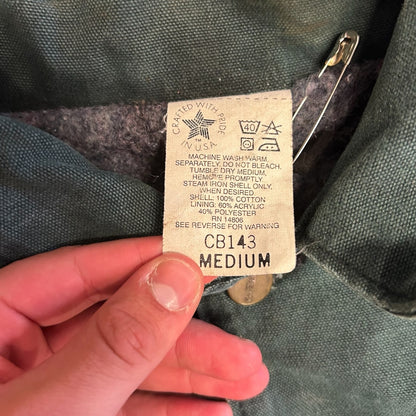 CRAFTED WITH PRIDE
IN U.S.A.
TM
40
MACHINE WASH WARM,
SEPARATELY. DO NOT BLEACH.
TUMBLE DRY MEDIUM,
REMOVE PROMPTLY.
STEAM IRON SHELL ONLY,
WHEN DESIRED
SHELL: 100% COTTON
LINING: 60% ACRYLIC
40% POLYESTER
RN 14806
SEE REVERSE FOR WARNING
CB143
MEDIUM